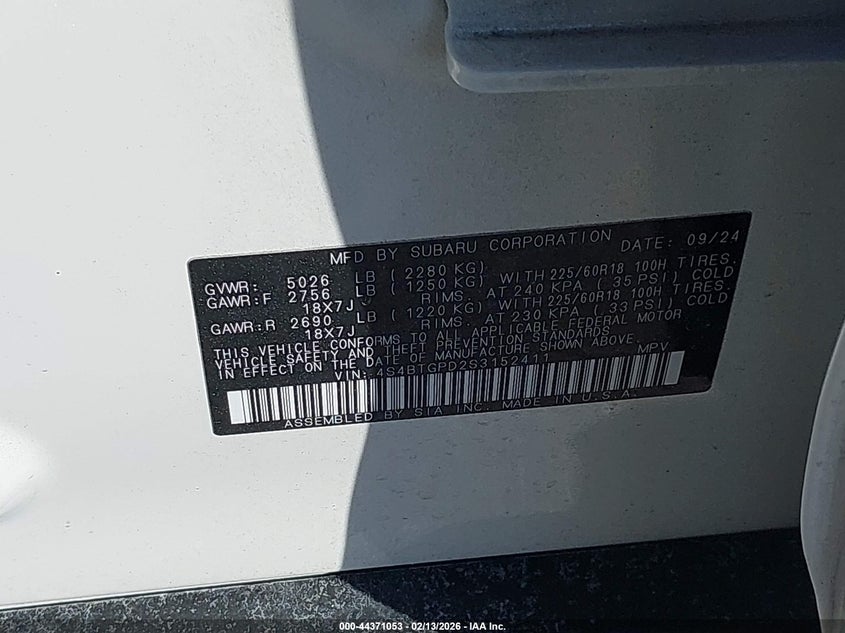 MFD BY SUBARU CORPORATION DATE: 09/24
GVWR: 5026 LB (2280 KG)
GAWR:F 2756 LB (1250 KG) WITH 225/60R18 100H TIRES.
18X7J RIMS. AT 240 KPA (35 PSI) COLD
GAWR:R 2690 LB (1220 KG) WITH 225/60R18 100H TIRES.
18X7J RIMS. AT 230 KPA (33 PSI) COLD
THIS VEHICLE CONFORMS TO ALL APPLICABLE FEDERAL MOTOR
VEHICLE SAFETY AND THEFT PREVENTION STANDARDS
IN EFFECT ON THE DATE OF MANUFACTURE SHOWN ABOVE.
VIN: 4S4BTGPD2S3152411 MPV
ASSEMBLED BY SIA INC. MADE IN U.S.A.
000-44371053 - 02/13/2026 - IAA Inc.